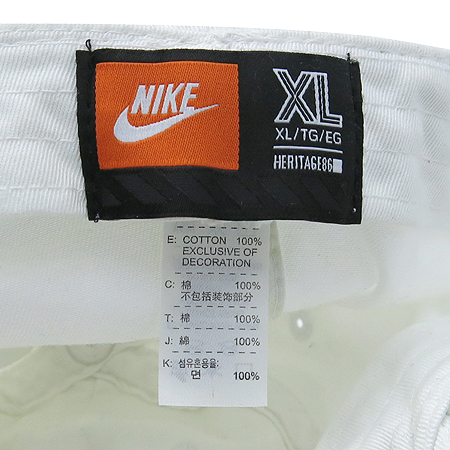 NIKE
XL
XL/TG/EG
HERITAGE86
E: COTTON 100%
EXCLUSIVE OF
DECORATION
C: 棉 100%
不包括装饰部分
T: 棉 100%
J: 綿 100%
K: 섬유혼용율:
면 100%